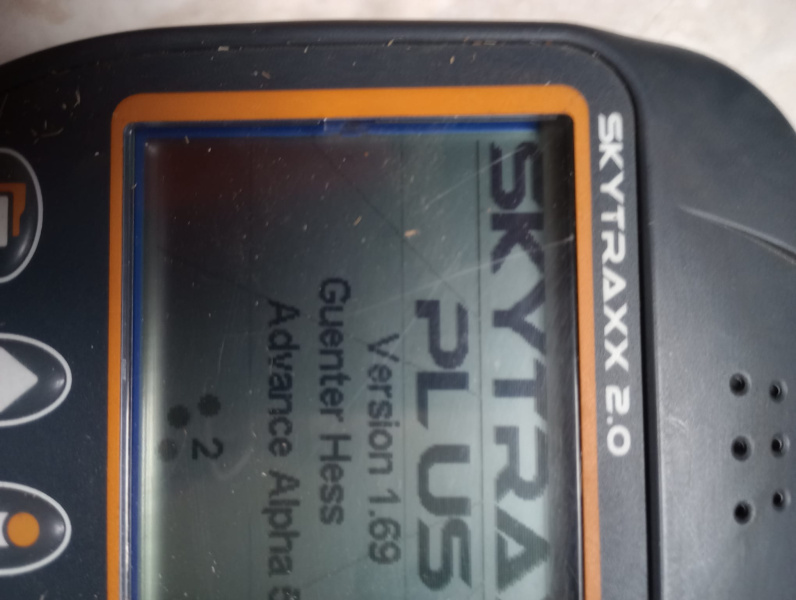 SKYTRAXX 2.0
SKYTRA
PLUS
Version 1.69
Guenter Hess
Advance Alpha
2